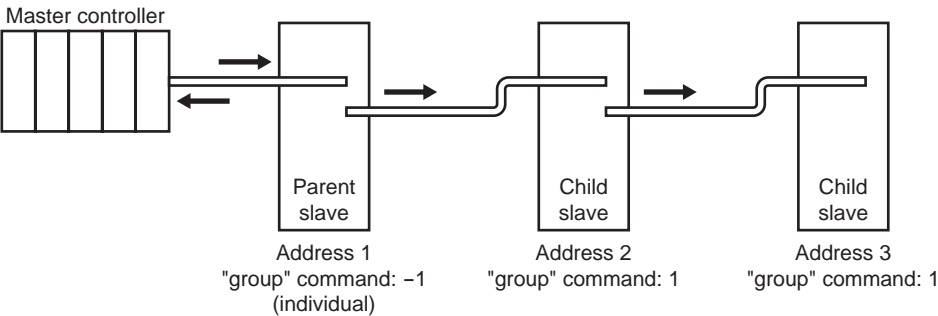 Master controller
Parent
slave
Child
slave
Child
slave
Address 1
"group" command: −1
(individual)
Address 2
"group" command: 1
Address 3
"group" command: 1